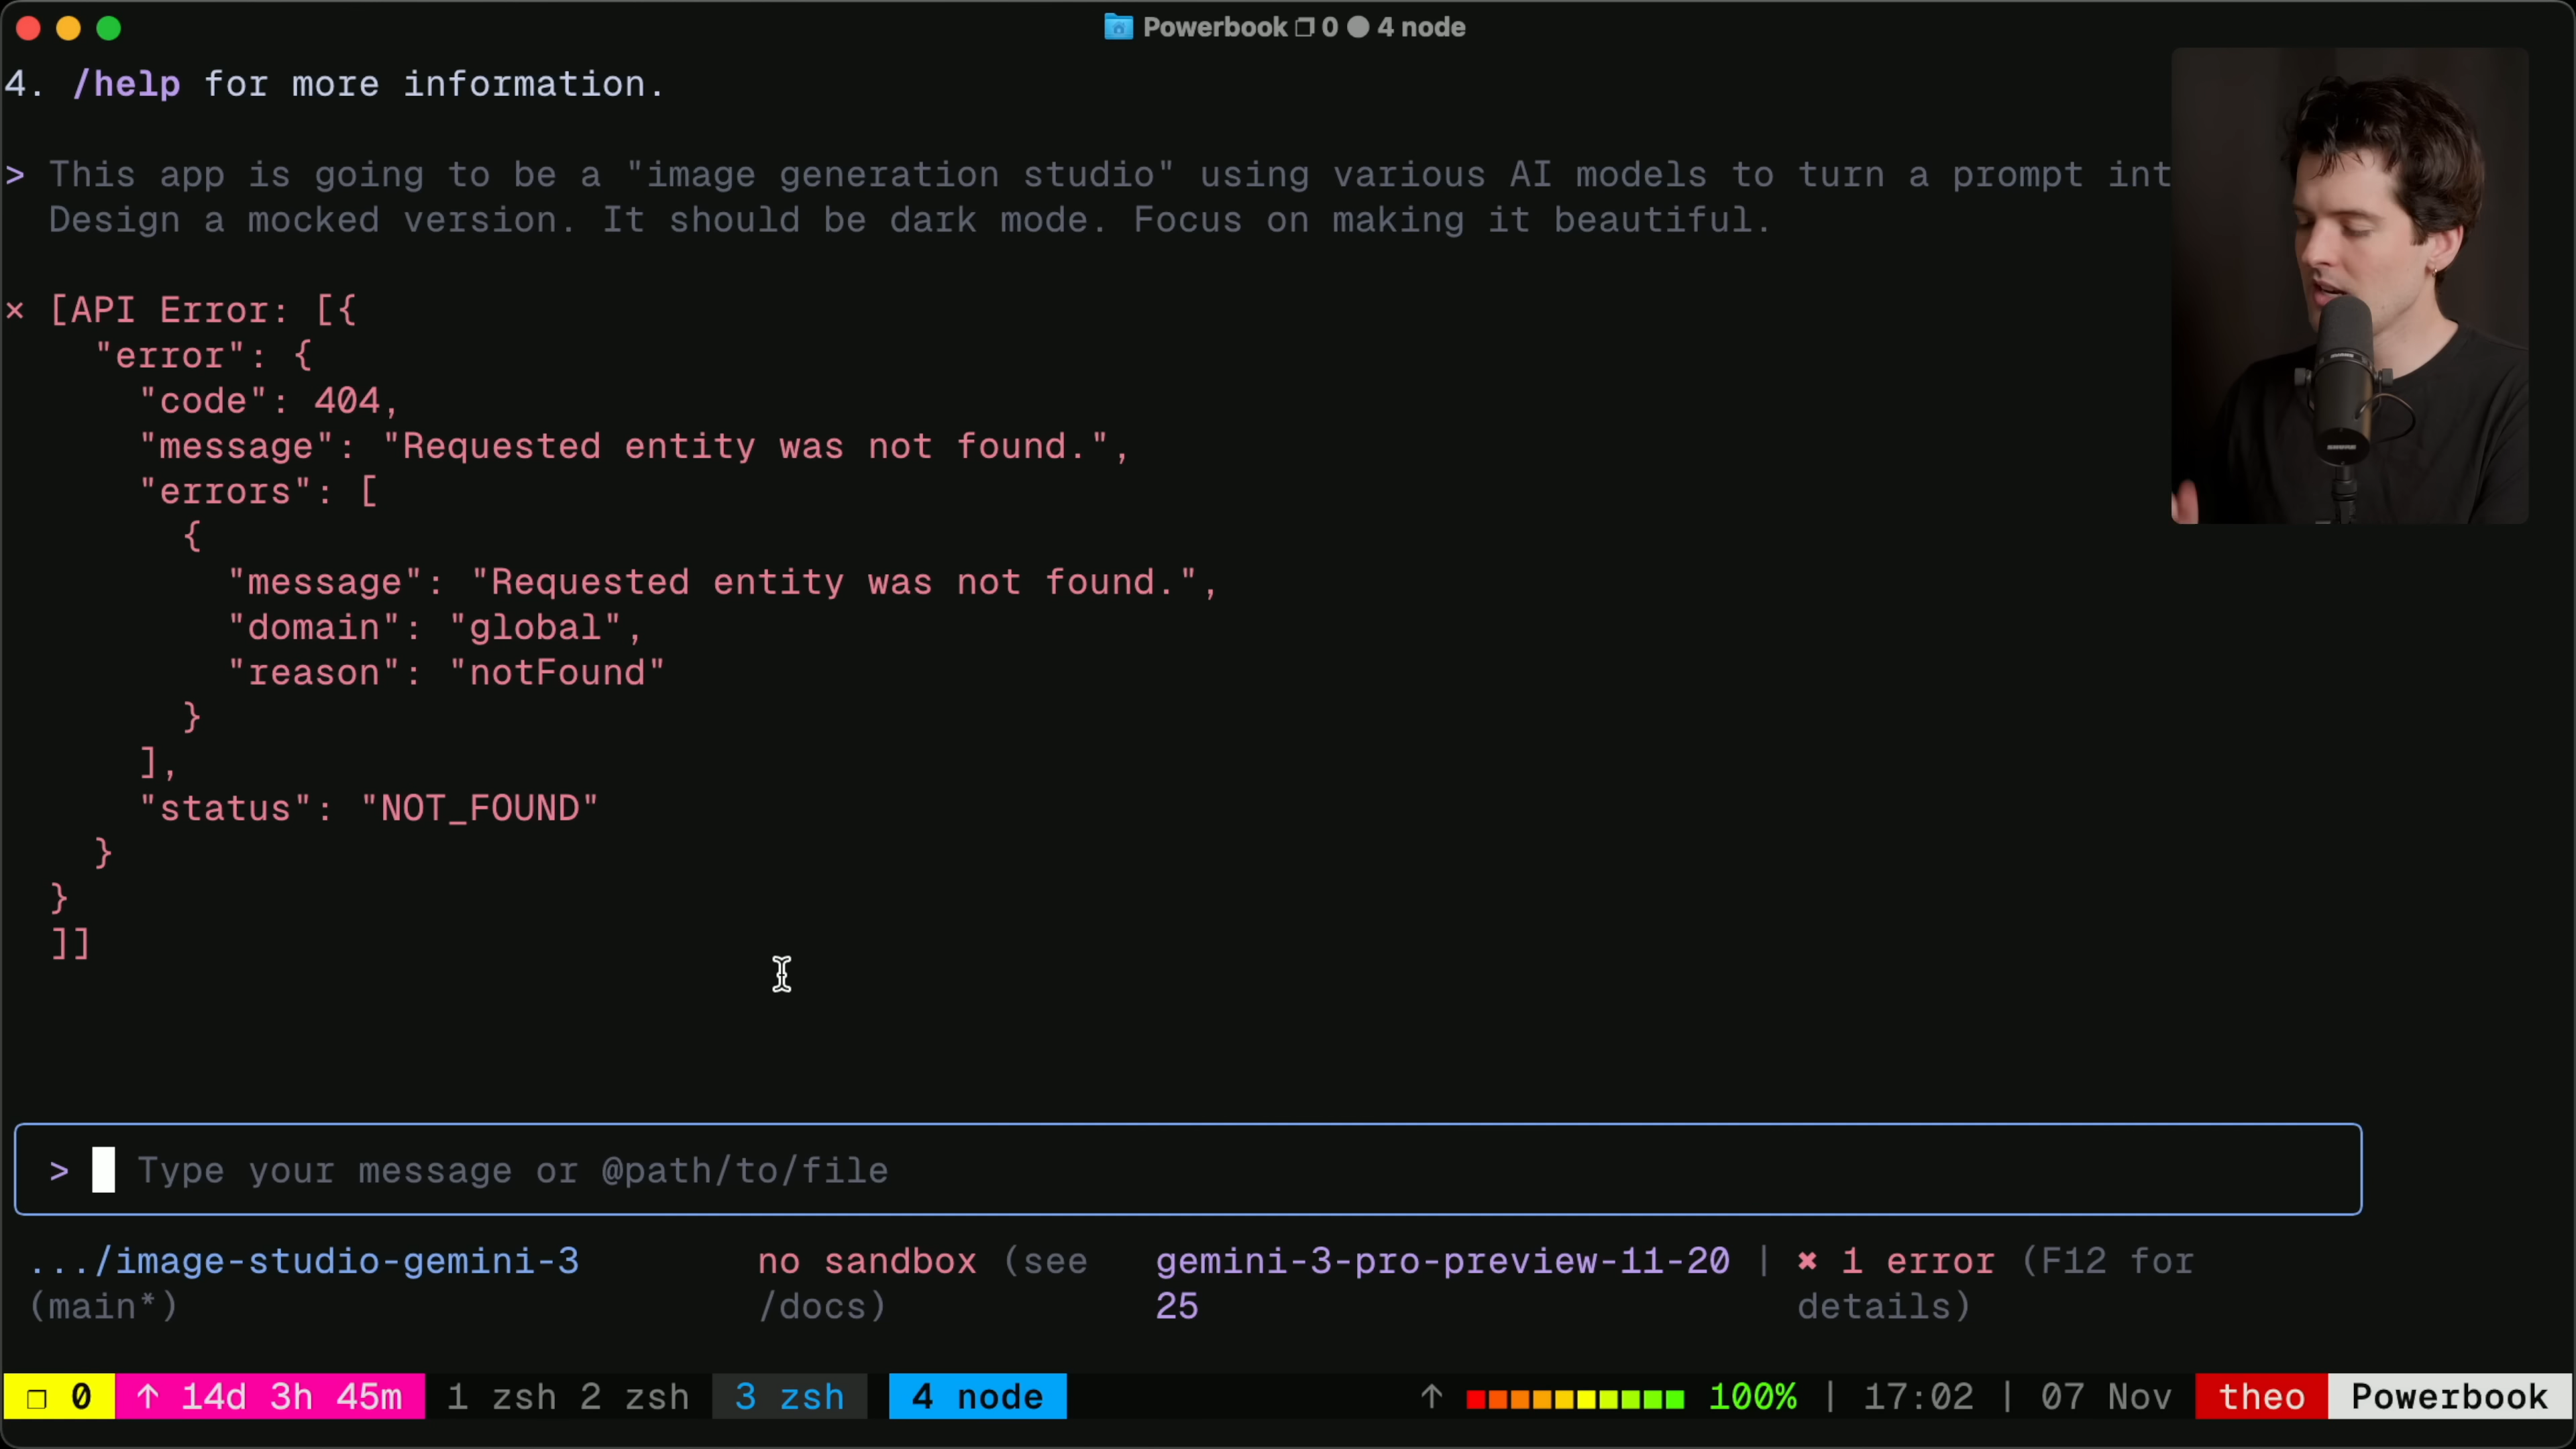 Powerbook 0 4 node
4. /help for more information.
> This app is going to be a "image generation studio" using various AI models to turn a prompt int
Design a mocked version. It should be dark mode. Focus on making it beautiful.
× [API Error: [{
"error": {
"code": 404,
"message": "Requested entity was not found.",
"errors": [
{
"message": "Requested entity was not found.",
"domain": "global",
"reason": "notFound"
}
],
"status": "NOT_FOUND"
}
}
]]
> Type your message or @path/to/file
.../image-studio-gemini-3 no sandbox (see gemini-3-pro-preview-11-20 | ✖ 1 error (F12 for
(main*) /docs) 25 details)
❐ 0 ↑ 14d 3h 45m 1 zsh 2 zsh 3 zsh 4 node ↑ 100% | 17:02 | 07 Nov theo Powerbook